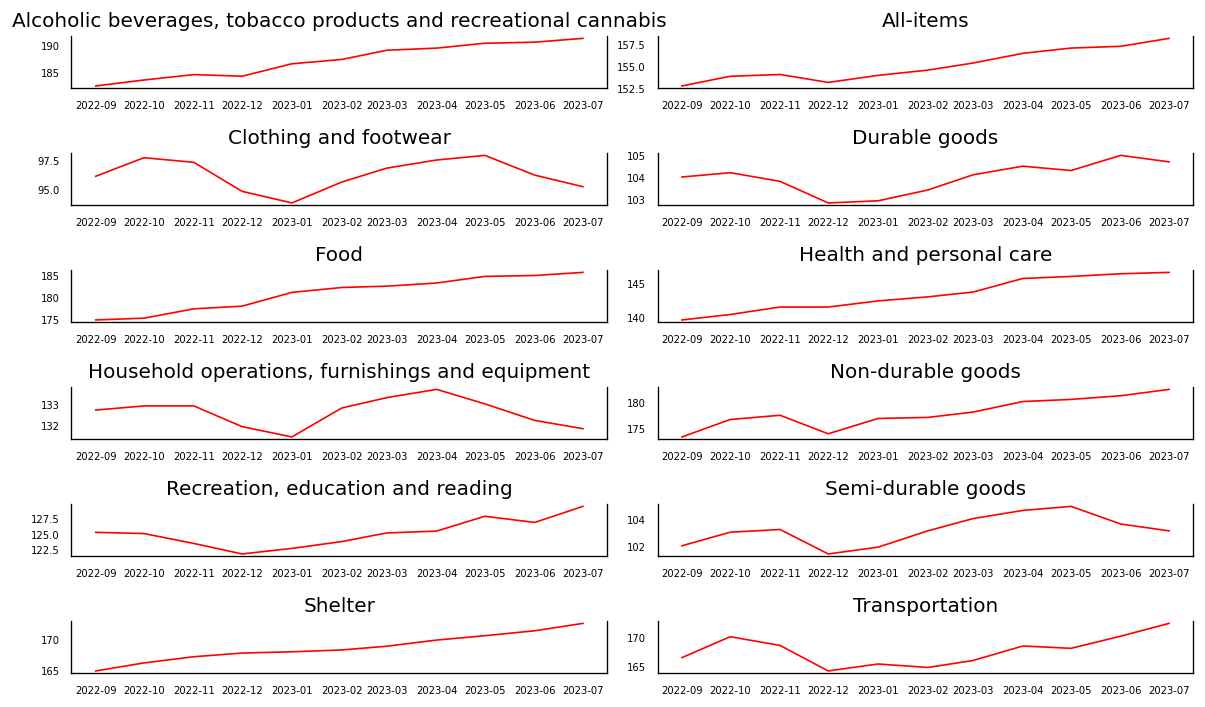 Alcoholic beverages, tobacco products and recreational cannabis
190
185
2022-09 2022-10 2022-11 2022-12 2023-01 2023-02 2023-03 2023-04 2023-05 2023-06 2023-07
All-items
157.5
155.0
152.5
2022-09 2022-10 2022-11 2022-12 2023-01 2023-02 2023-03 2023-04 2023-05 2023-06 2023-07
Clothing and footwear
97.5
95.0
2022-09 2022-10 2022-11 2022-12 2023-01 2023-02 2023-03 2023-04 2023-05 2023-06 2023-07
Durable goods
105
104
103
2022-09 2022-10 2022-11 2022-12 2023-01 2023-02 2023-03 2023-04 2023-05 2023-06 2023-07
Food
185
180
175
2022-09 2022-10 2022-11 2022-12 2023-01 2023-02 2023-03 2023-04 2023-05 2023-06 2023-07
Health and personal care
145
140
2022-09 2022-10 2022-11 2022-12 2023-01 2023-02 2023-03 2023-04 2023-05 2023-06 2023-07
Household operations, furnishings and equipment
133
132
2022-09 2022-10 2022-11 2022-12 2023-01 2023-02 2023-03 2023-04 2023-05 2023-06 2023-07
Non-durable goods
180
175
2022-09 2022-10 2022-11 2022-12 2023-01 2023-02 2023-03 2023-04 2023-05 2023-06 2023-07
Recreation, education and reading
127.5
125.0
122.5
2022-09 2022-10 2022-11 2022-12 2023-01 2023-02 2023-03 2023-04 2023-05 2023-06 2023-07
Semi-durable goods
104
102
2022-09 2022-10 2022-11 2022-12 2023-01 2023-02 2023-03 2023-04 2023-05 2023-06 2023-07
Shelter
170
165
2022-09 2022-10 2022-11 2022-12 2023-01 2023-02 2023-03 2023-04 2023-05 2023-06 2023-07
Transportation
170
165
2022-09 2022-10 2022-11 2022-12 2023-01 2023-02 2023-03 2023-04 2023-05 2023-06 2023-07